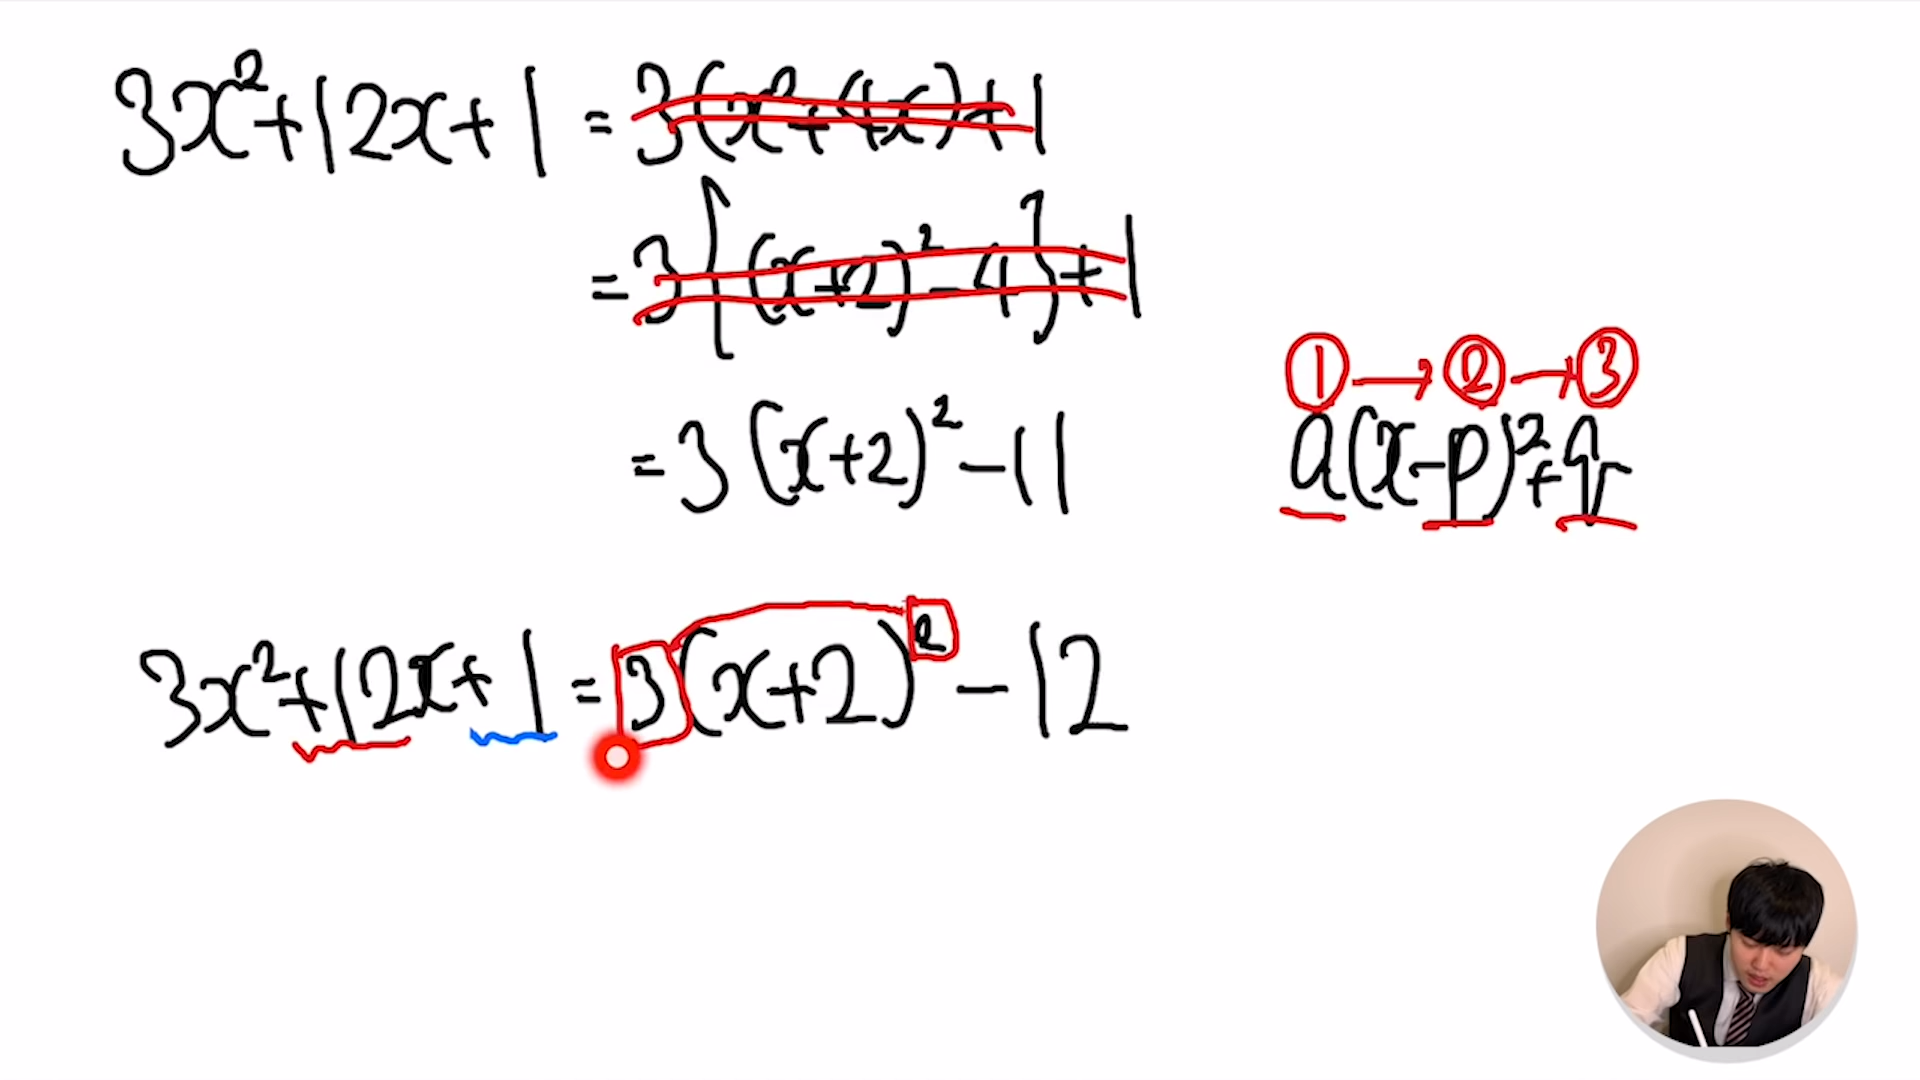 3x²+12x+1 = 3(x²+4x)+1
= 3{(x+2)²-4}+1
= 3(x+2)²-11
① → ② → ③
a(x-p)²+q
3x²+12x+1 = 3(x+2)²-12